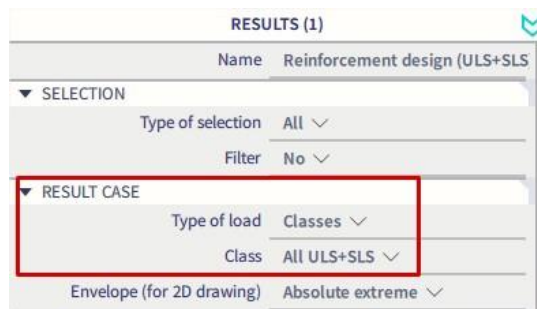 RESULTS (1)
Name Reinforcement design (ULS+SLS
SELECTION
Type of selection All
Filter No
RESULT CASE
Type of load Classes
Class All ULS+SLS
Envelope (for 2D drawing) Absolute extreme